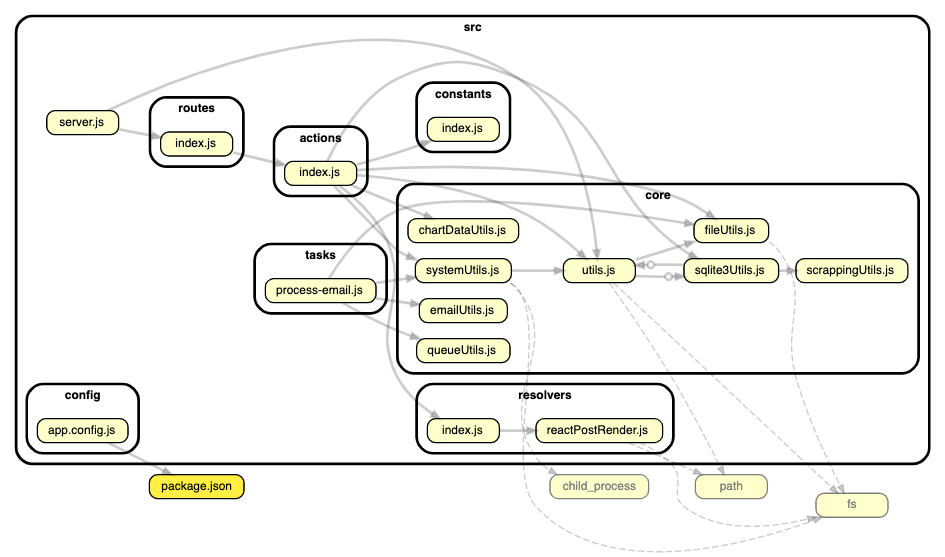 src
constants
index.js
routes
server.js
index.js
actions
index.js
core
chartDataUtils.js
fileUtils.js
tasks
process-email.js
systemUtils.js
utils.js
sqlite3Utils.js
scrappingUtils.js
emailUtils.js
queueUtils.js
config
app.config.js
resolvers
index.js
reactPostRender.js
package.json
child_process
path
fs